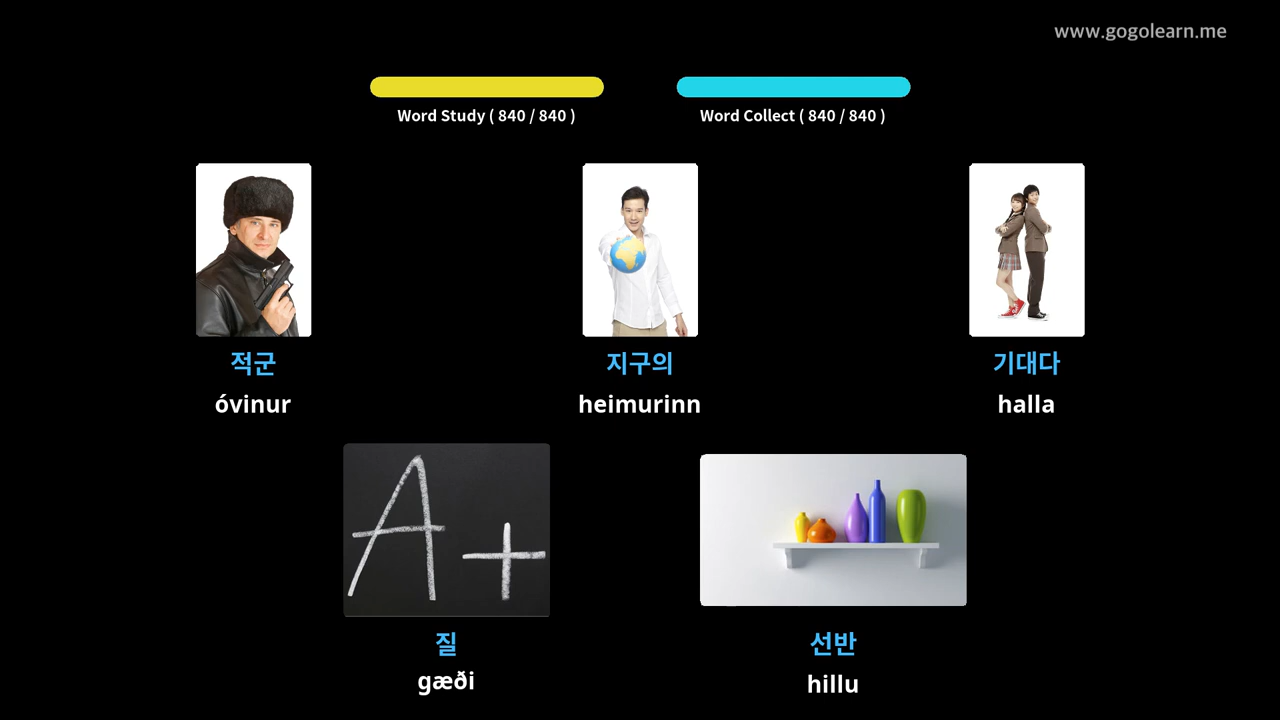 www.gogolearn.me
Word Study ( 840 / 840 )
Word Collect ( 840 / 840 )
적군
지구의
기대다
óvinur
heimurinn
halla
A+
질
선반
gæði
hillu